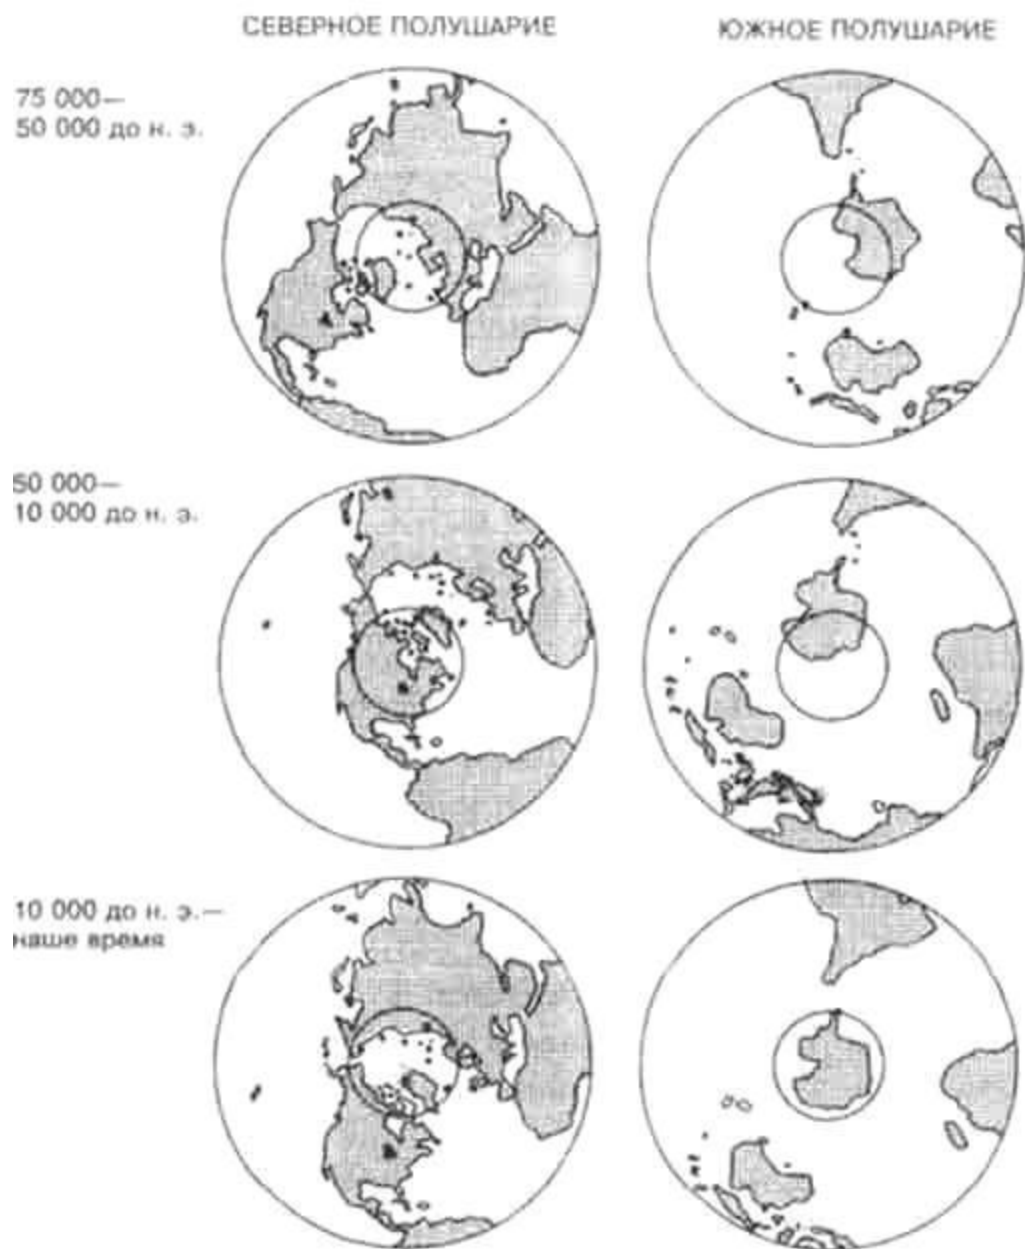 СЕВЕРНОЕ ПОЛУШАРИЕ
ЮЖНОЕ ПОЛУШАРИЕ
75 000—
50 000 до н. э.
50 000—
10 000 до н. э.
10 000 до н. э.—
наше время